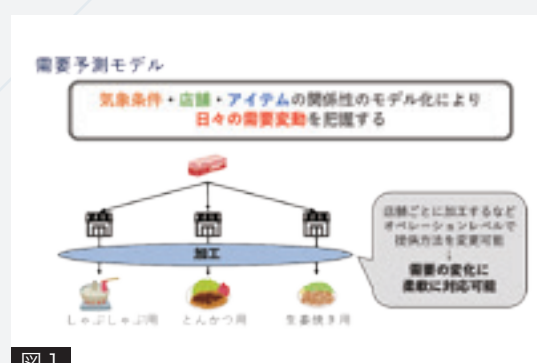 需要予測モデル
気象条件・店舗・アイテムの関係性のモデル化により
日々の需要変動を把握する
店舗ごとに加工するなど
オペレーションレベルで
提供方法を変更可能
↓
需要の変化に
柔軟に対応可能
加工
しゃぶしゃぶ用
とんかつ用
生姜焼き用
図1